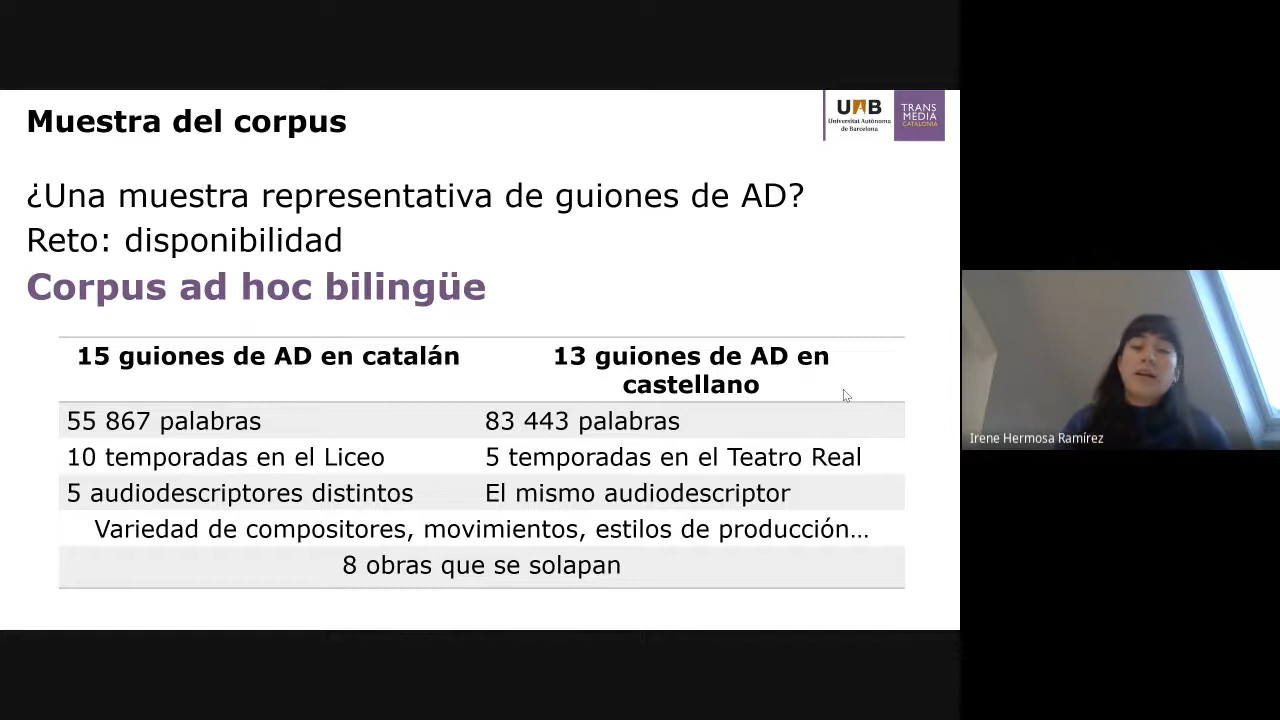 Muestra del corpus
UAB
Universitat Autònoma
de Barcelona
TRANS
MEDIA
CATALONIA
¿Una muestra representativa de guiones de AD?
Reto: disponibilidad
Corpus ad hoc bilingüe
15 guiones de AD en catalán
13 guiones de AD en
castellano
55 867 palabras
83 443 palabras
10 temporadas en el Liceo
5 temporadas en el Teatro Real
5 audiodescriptores distintos
El mismo audiodescriptor
Variedad de compositores, movimientos, estilos de producción…
8 obras que se solapan
Irene Hermosa Ramírez